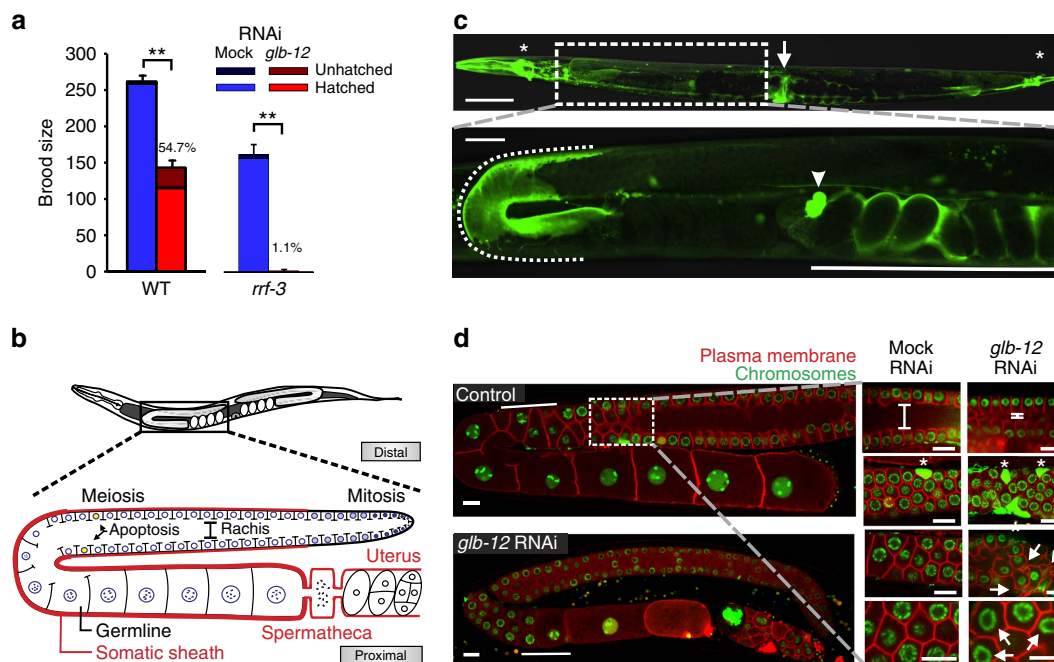 a
RNAi
Mock glb-12
Unhatched
Hatched
Brood size
300
250
200
150
100
50
0
**
54.7%
**
1.1%
WT
rrf-3
b
Distal
Meiosis
Mitosis
Apoptosis
Rachis
Uterus
Germline
Spermatheca
Somatic sheath
Proximal
c
*
*
d
Plasma membrane
Chromosomes
Mock
RNAi
glb-12
RNAi
Control
glb-12 RNAi
*
* *